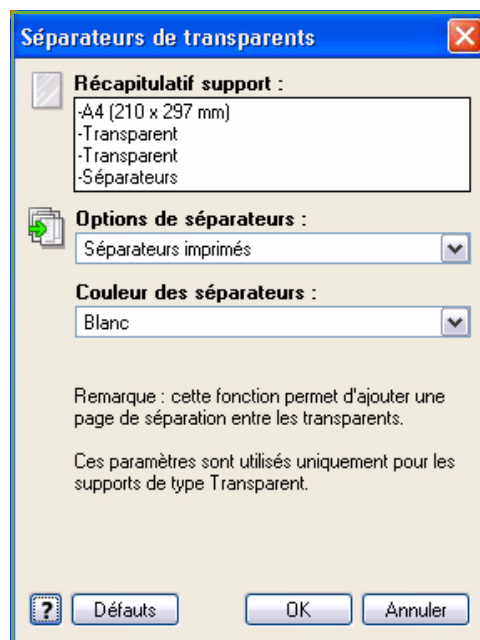 Séparateurs de transparents
Récapitulatif support :
-A4 (210 x 297 mm)
-Transparent
-Transparent
-Séparateurs
Options de séparateurs :
Séparateurs imprimés
Couleur des séparateurs :
Blanc
Remarque : cette fonction permet d'ajouter une
page de séparation entre les transparents.
Ces paramètres sont utilisés uniquement pour les
supports de type Transparent.
? Défauts OK Annuler